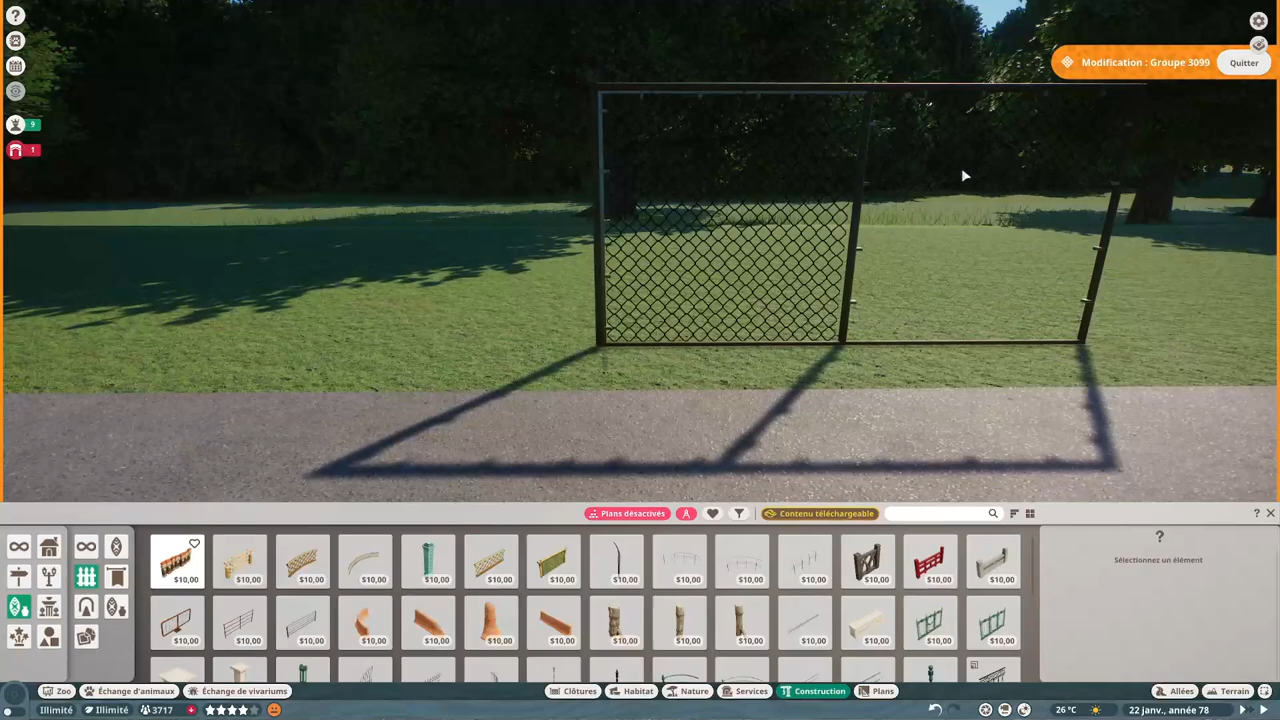 ?
Modification : Groupe 3099
Quitter
9
1
Plans désactivés
Contenu téléchargeable
?
$10,00 $10,00 $10,00 $10,00 $10,00 $10,00 $10,00 $10,00 $10,00 $10,00 $10,00 $10,00 $10,00 $10,00
?
Sélectionnez un élément
$10,00 $10,00 $10,00 $10,00 $10,00 $10,00 $10,00 $10,00 $10,00 $10,00 $10,00 $10,00 $10,00 $10,00
Zoo Échange d'animaux Échange de vivariums Clôtures Habitat Nature Services Construction Plans Allées Terrain
Illimité Illimité 3717 26 °C 22 janv., année 78